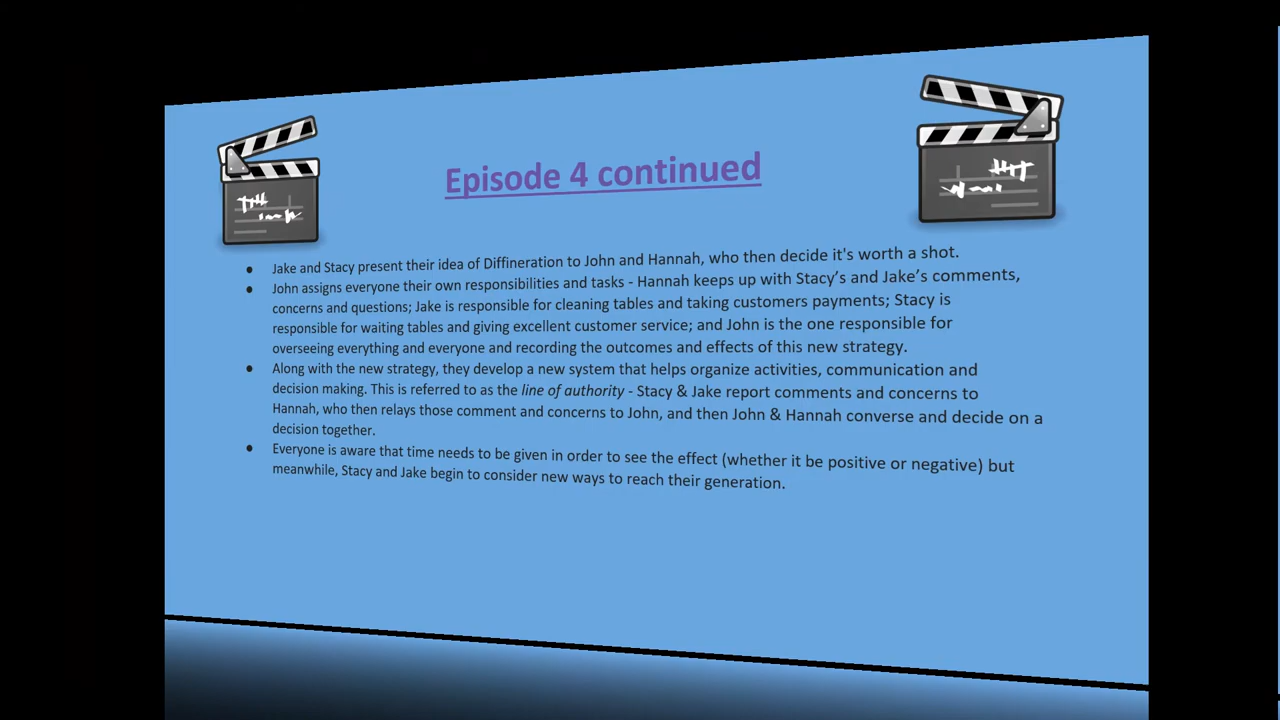 Episode 4 continued
● Jake and Stacy present their idea of Diffineration to John and Hannah, who then decide it's worth a shot.
● John assigns everyone their own responsibilities and tasks - Hannah keeps up with Stacy’s and Jake’s comments,
concerns and questions; Jake is responsible for cleaning tables and taking customers payments; Stacy is
responsible for waiting tables and giving excellent customer service; and John is the one responsible for
overseeing everything and everyone and recording the outcomes and effects of this new strategy.
● Along with the new strategy, they develop a new system that helps organize activities, communication and
decision making. This is referred to as the line of authority - Stacy & Jake report comments and concerns to
Hannah, who then relays those comment and concerns to John, and then John & Hannah converse and decide on a
decision together.
● Everyone is aware that time needs to be given in order to see the effect (whether it be positive or negative) but
meanwhile, Stacy and Jake begin to consider new ways to reach their generation.